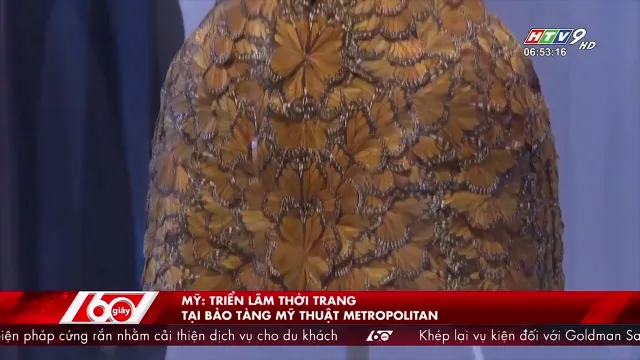 HTV9 HD
06:53:16
60 giây
MỸ: TRIỂN LÃM THỜI TRANG
TẠI BẢO TÀNG MỸ THUẬT METROPOLITAN
iện pháp cứng rắn nhằm cải thiện dịch vụ cho du khách 60 giây Khép lại vụ kiện đối với Goldman Sa